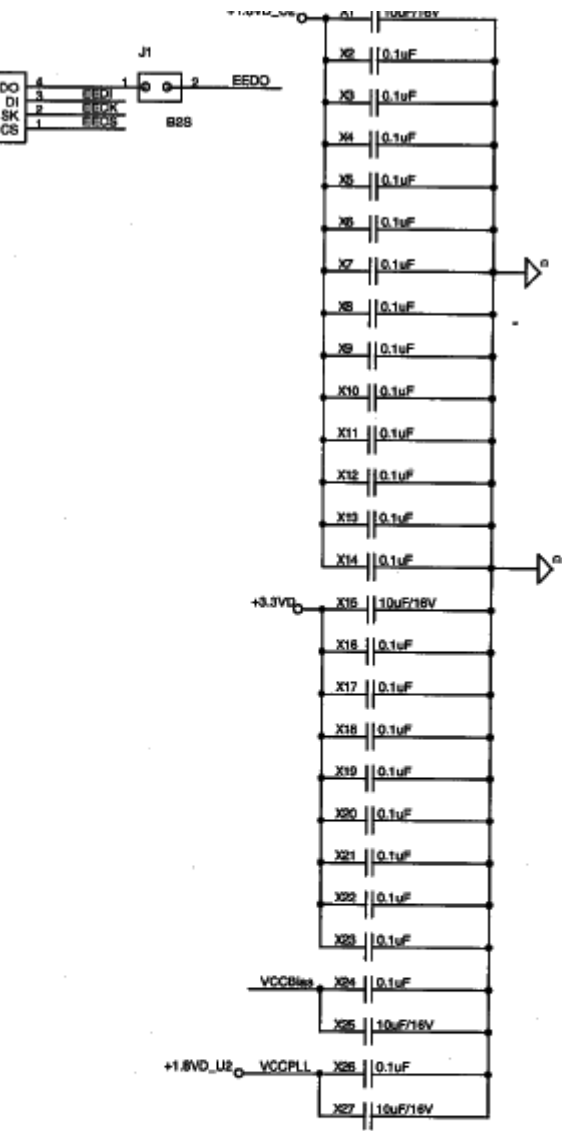 X1 10uF/16V
J1
X2 0.1uF
DO 4 1 2 EEDO
DI 3 EEDI
SK 2 EECK
CS 1 EECS
B2S
X3 0.1uF
X4 0.1uF
X5 0.1uF
X6 0.1uF
X7 0.1uF
X8 0.1uF
X9 0.1uF
X10 0.1uF
X11 0.1uF
X12 0.1uF
X13 0.1uF
X14 0.1uF
+3.3VD X15 10uF/16V
X16 0.1uF
X17 0.1uF
X18 0.1uF
X19 0.1uF
X20 0.1uF
X21 0.1uF
X22 0.1uF
X23 0.1uF
VCCBias X24 0.1uF
X25 10uF/16V
+1.8VD_U2 VCCPLL X26 0.1uF
X27 10uF/16V